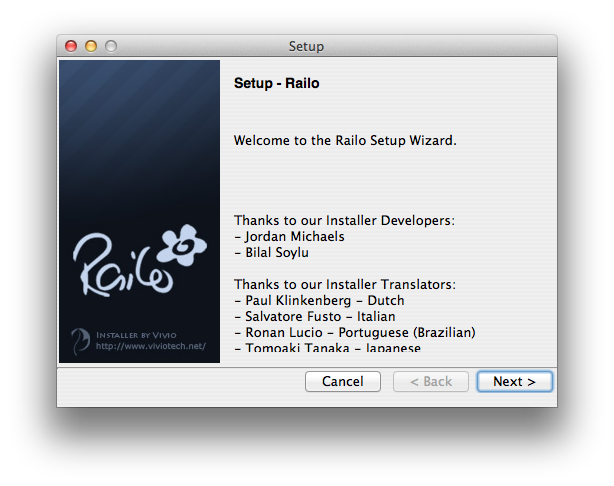 Setup
Setup - Railo
Welcome to the Railo Setup Wizard.
Thanks to our Installer Developers:
- Jordan Michaels
- Bilal Soylu
Thanks to our Installer Translators:
- Paul Klinkenberg - Dutch
- Salvatore Fusto - Italian
- Ronan Lucio - Portuguese (Brazilian)
- Tomoaki Tanaka - Japanese
Railo
Installer by Vivio
http://www.viviotech.net/
Cancel
< Back
Next >